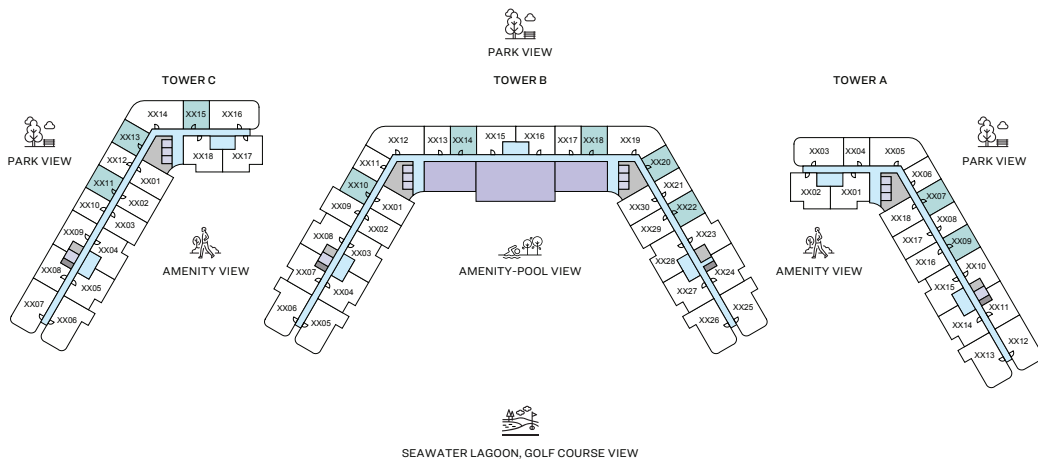 PARK VIEW
TOWER C
TOWER B
TOWER A
PARK VIEW
PARK VIEW
AMENITY VIEW
AMENITY-POOL VIEW
AMENITY VIEW
SEAWATER LAGOON, GOLF COURSE VIEW
XX14
XX15
XX16
XX13
XX18
XX17
XX12
XX01
XX11
XX02
XX10
XX03
XX09
XX04
XX08
XX05
XX07
XX06
XX12
XX13
XX14
XX15
XX16
XX17
XX18
XX19
XX11
XX20
XX10
XX01
XX21
XX09
XX02
XX30
XX22
XX08
XX03
XX29
XX23
XX07
XX04
XX28
XX24
XX06
XX05
XX27
XX25
XX26
XX03
XX04
XX05
XX02
XX01
XX06
XX07
XX18
XX08
XX17
XX09
XX16
XX10
XX15
XX11
XX14
XX12
XX13